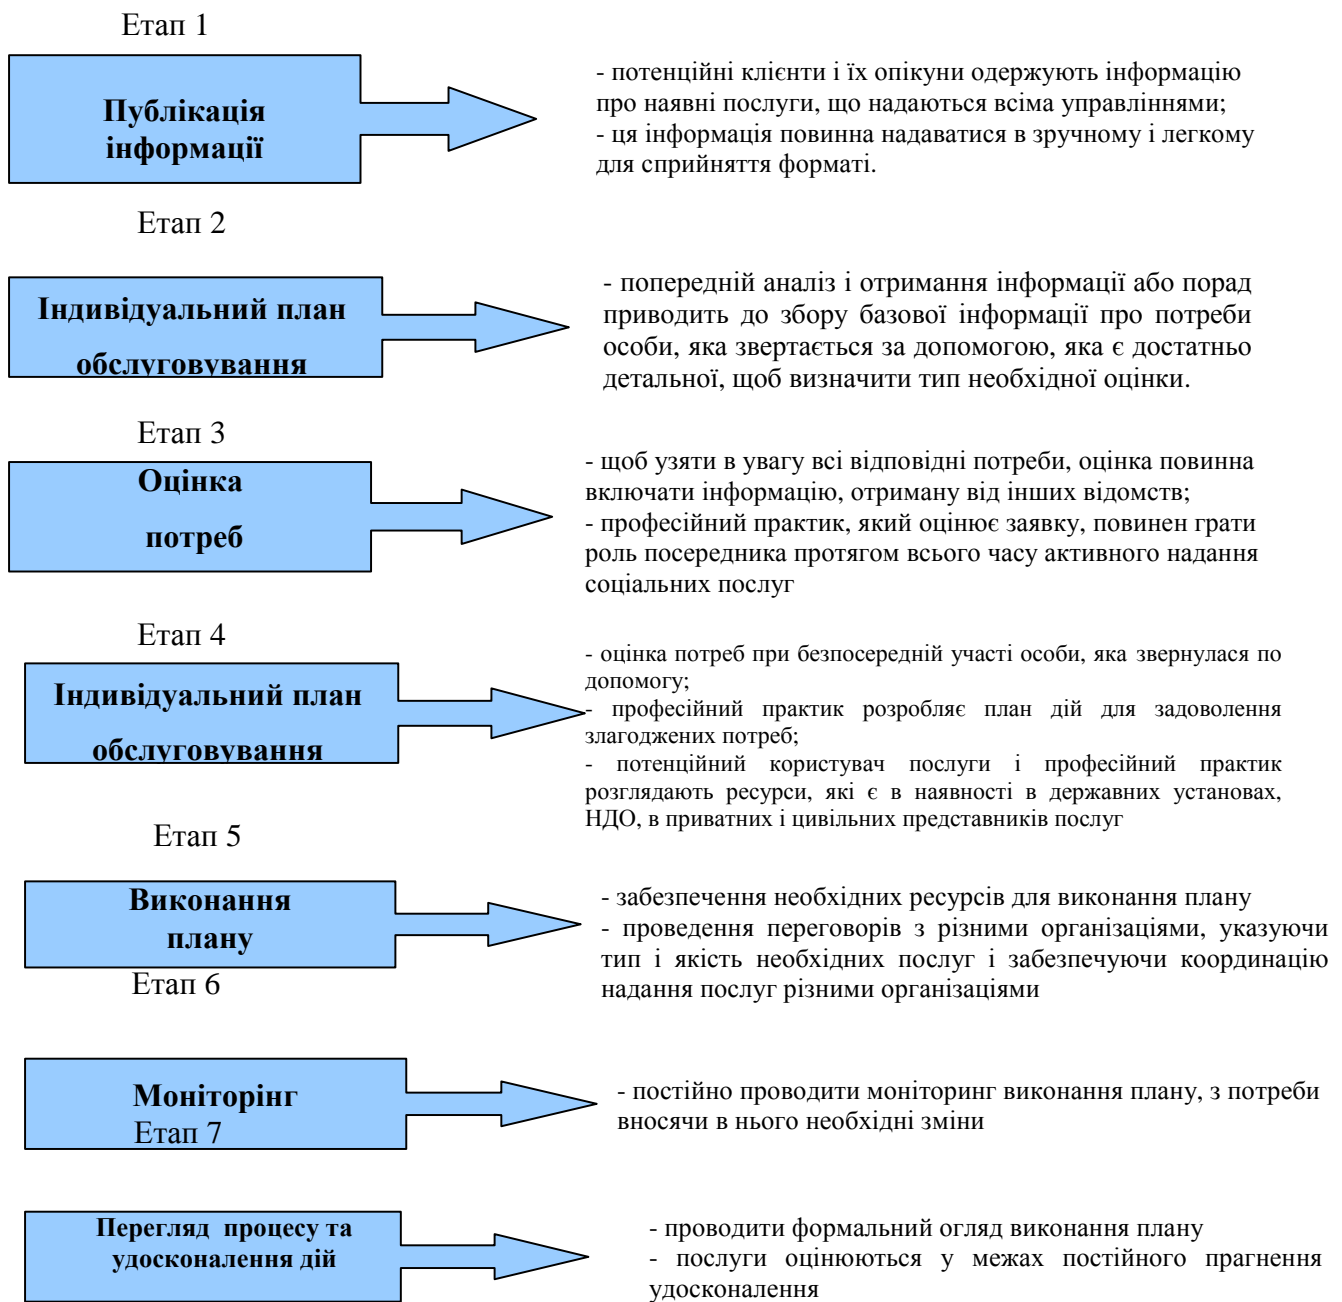 Етап 1
Публікація
інформації
- потенційні клієнти і їх опікуни одержують інформацію
про наявні послуги, що надаються всіма управліннями;
- ця інформація повинна надаватися в зручному і легкому
для сприйняття форматі.
Етап 2
Індивідуальний план
обслуговування
- попередній аналіз і отримання інформації або порад
приводить до збору базової інформації про потреби
особи, яка звертається за допомогою, яка є достатньо
детальної, щоб визначити тип необхідної оцінки.
Етап 3
Оцінка
потреб
- щоб узяти в увагу всі відповідні потреби, оцінка повинна
включати інформацію, отриману від інших відомств;
- професійний практик, який оцінює заявку, повинен грати
роль посередника протягом всього часу активного надання
соціальних послуг
Етап 4
Індивідуальний план
обслуговування
- оцінка потреб при безпосередній участі особи, яка звернулася по
допомогу;
- професійний практик розробляє план дій для задоволення
злагоджених потреб;
- потенційний користувач послуги і професійний практик
розглядають ресурси, які є в наявності в державних установах,
НДО, в приватних і цивільних представників послуг
Етап 5
Виконання
плану
- забезпечення необхідних ресурсів для виконання плану
- проведення переговорів з різними організаціями, указуючи
тип і якість необхідних послуг і забезпечуючи координацію
надання послуг різними організаціями
Етап 6
Моніторінг
- постійно проводити моніторинг виконання плану, з потреби
вносячи в нього необхідні зміни
Етап 7
Перегляд процесу та
удосконалення дій
- проводити формальний огляд виконання плану
- послуги оцінюються у межах постійного прагнення
удосконалення